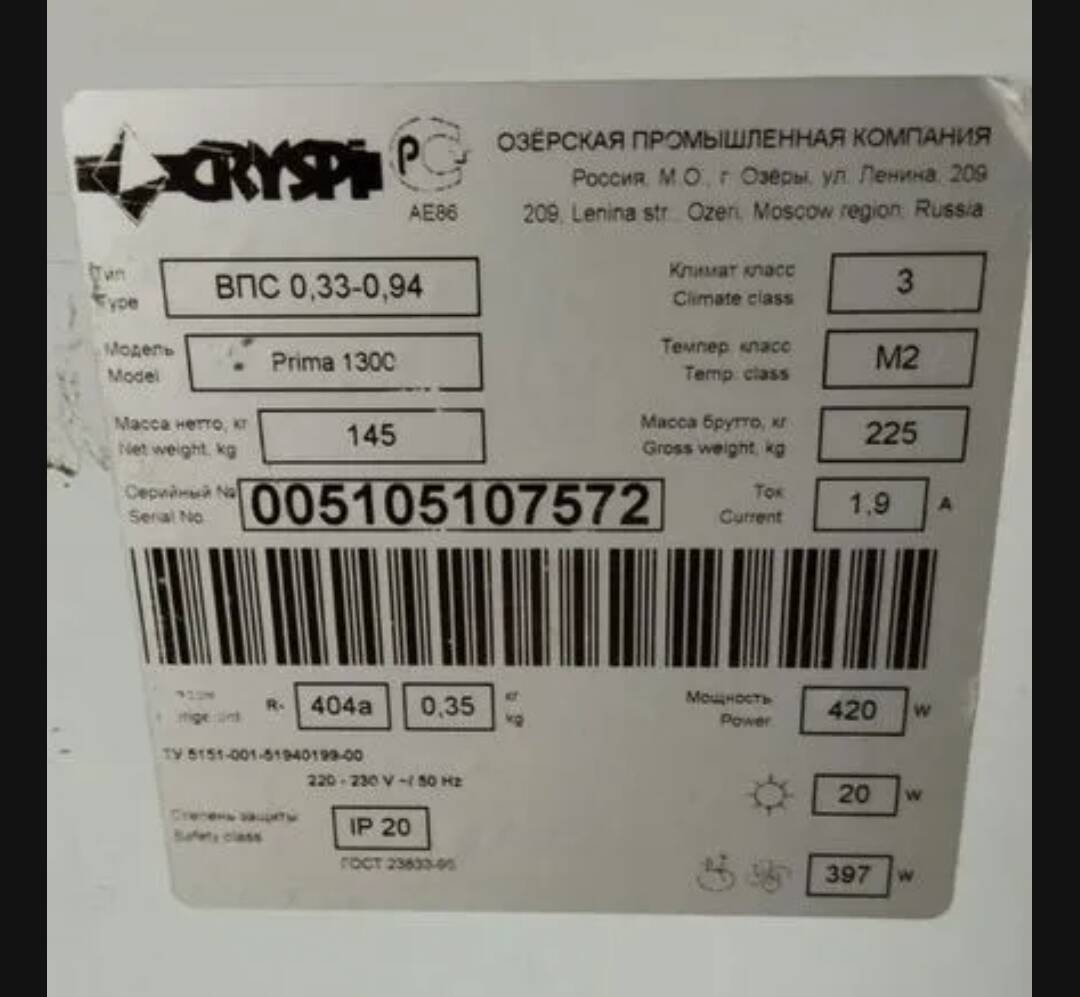 CRYSPI
РС
АЕ86
ОЗЁРСКАЯ ПРОМЫШЛЕННАЯ КОМПАНИЯ
Россия, М.О., г. Озёры, ул. Ленина, 209
209, Lenina str., Ozeri, Moscow region, Russia
Тип
Type
ВПС 0,33-0,94
Климат класс
Climate class
3
Модель
Model
Prima 1300
Темпер. класс
Temp. class
M2
Масса нетто, кг
Net weight, kg
145
Масса брутто, кг
Gross weight, kg
225
Серийный №
Serial No.
005105107572
Ток
Current
1,9 А
R- 404a 0,35
кг
kg
Мощность
Power
420 W
ТУ 5151-001-51940199-00
220 - 230 V ~/ 50 Hz
20 W
Степень защиты
Safety class
IP 20
ГОСТ 23833-95
397 W